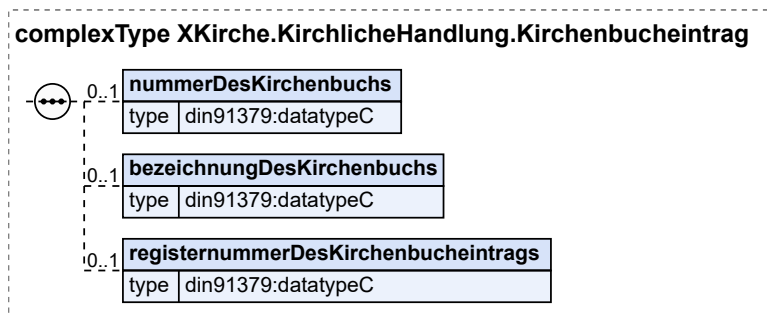 complexType XKirche.KirchlicheHandlung.Kirchenbucheintrag
0..1 nummerDesKirchenbuchs
type din91379:datatypeC
0..1 bezeichnungDesKirchenbuchs
type din91379:datatypeC
0..1 registernummerDesKirchenbucheintrags
type din91379:datatypeC